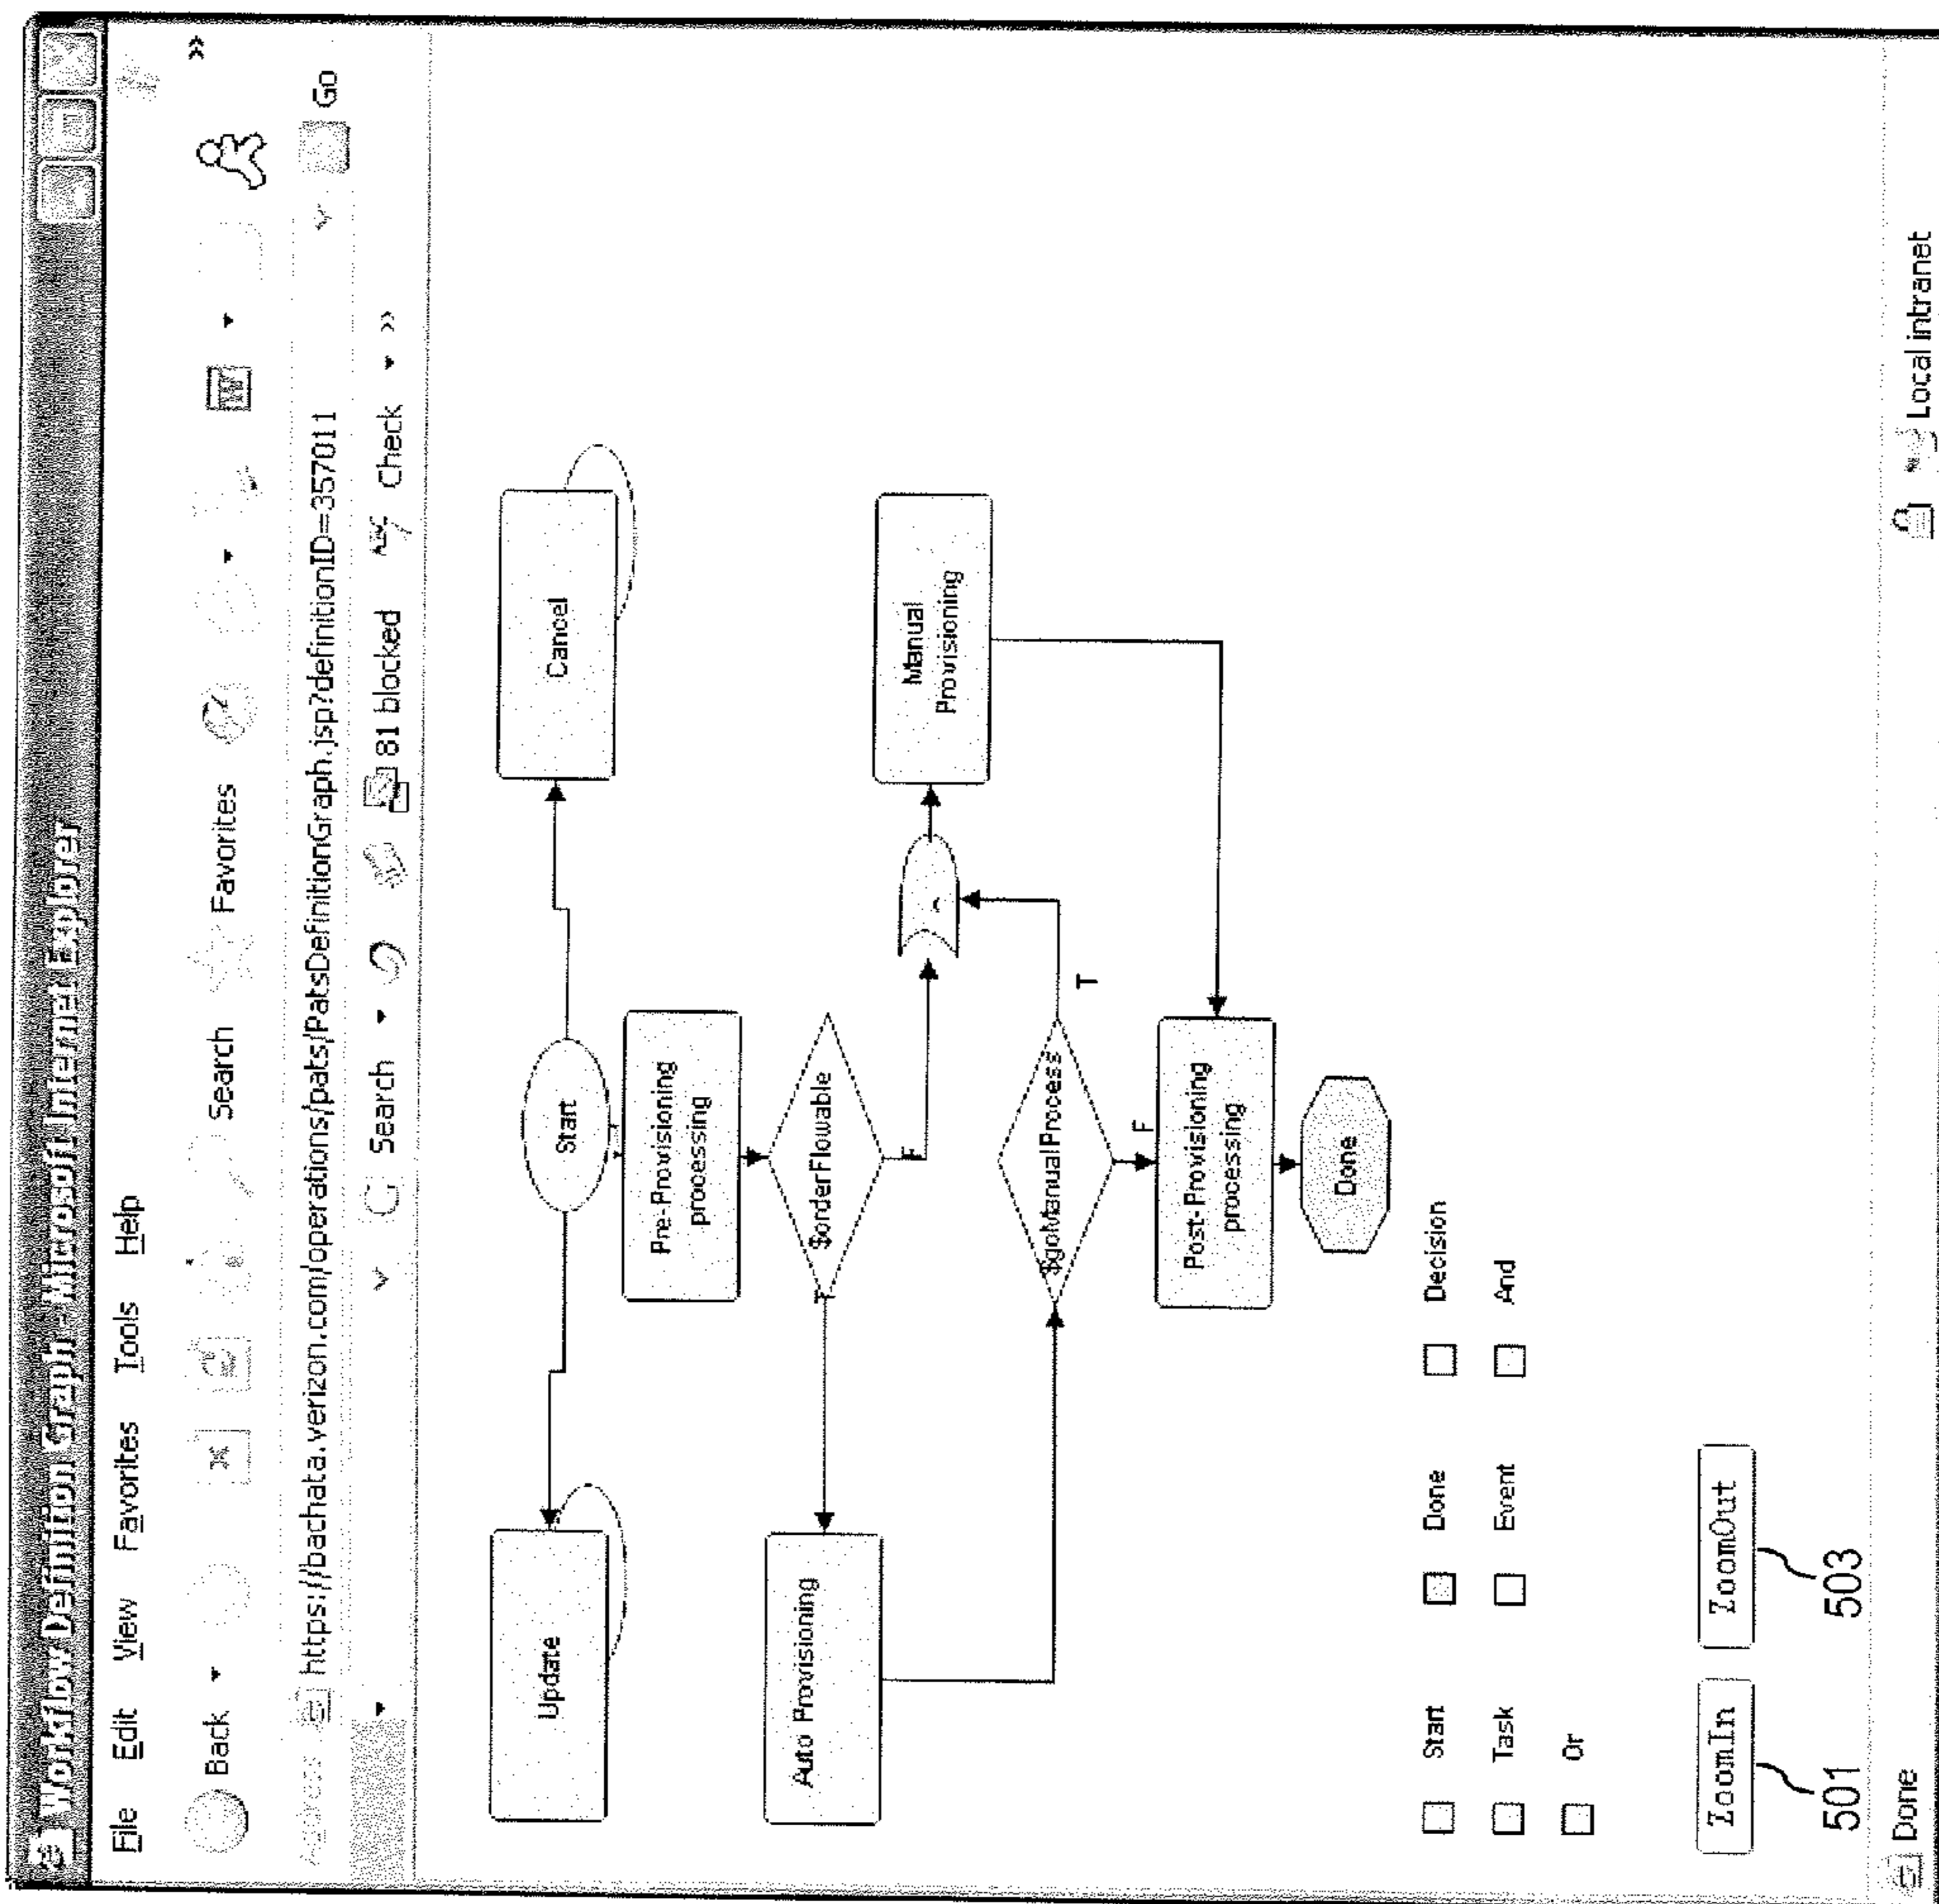 Workflow Definition Graph - Microsoft Internet Explorer
File Edit View Favorites Tools Help
Back Search Favorites »
Address https://bachata.verizon.com/operations/pats/PatsDefinitionGraph.jsp?definitionID=357011 Go
G Search 81 blocked ABC Check »
Update
Start
Cancel
Pre-Provisioning
processing
Auto Provisioning
T
$orderFlowable
F
Manual
Provisioning
$goManualProcess
T
F
Post-Provisioning
processing
Done
Start Done Decision
Task Event And
Or
ZoomIn ZoomOut
501 503
Done Local intranet